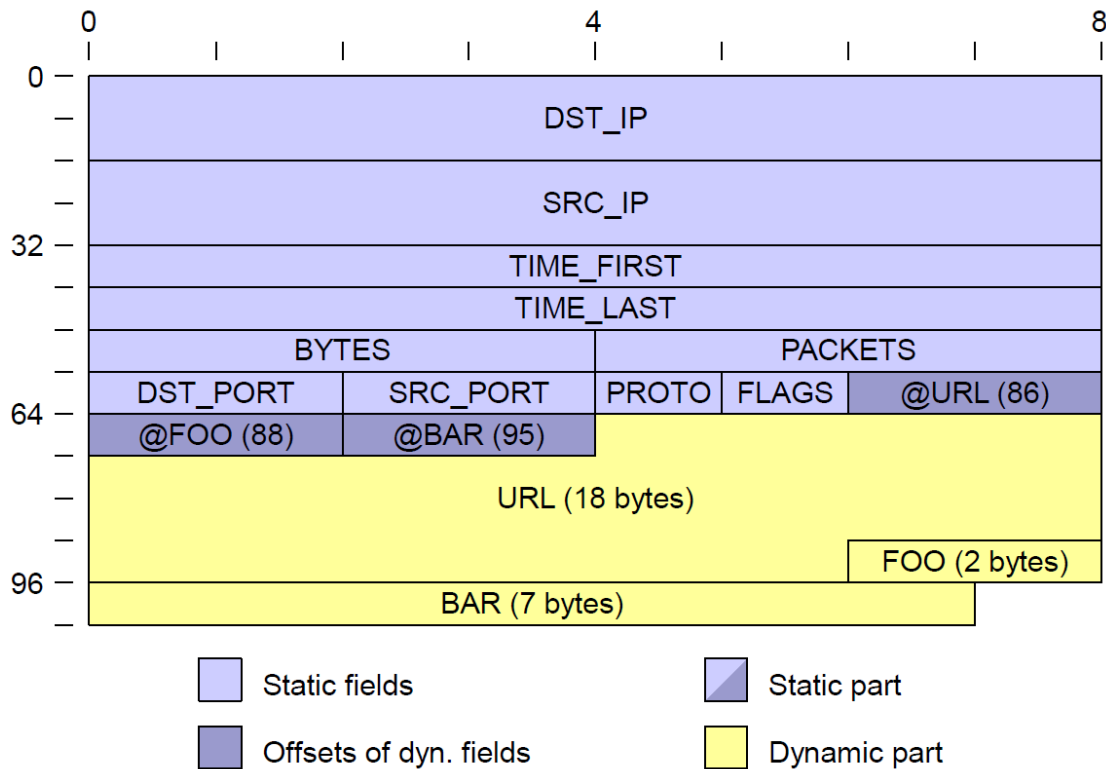 0 4 8
0
DST_IP
SRC_IP
32
TIME_FIRST
TIME_LAST
BYTES PACKETS
DST_PORT SRC_PORT PROTO FLAGS @URL (86)
64
@FOO (88) @BAR (95)
URL (18 bytes)
FOO (2 bytes)
96
BAR (7 bytes)
Static fields Static part
Offsets of dyn. fields Dynamic part